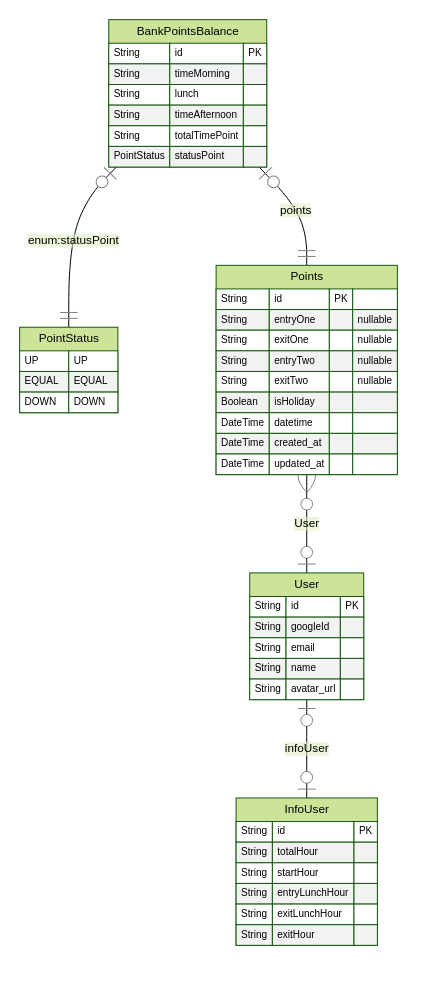 BankPointsBalance
String id PK
String timeMorning
String lunch
String timeAfternoon
String totalTimePoint
PointStatus statusPoint
points
enum:statusPoint
Points
String id PK
String entryOne nullable
String exitOne nullable
String entryTwo nullable
String exitTwo nullable
Boolean isHoliday
DateTime datetime
DateTime created_at
DateTime updated_at
PointStatus
UP UP
EQUAL EQUAL
DOWN DOWN
User
User
String id PK
String googleId
String email
String name
String avatar_url
infoUser
InfoUser
String id PK
String totalHour
String startHour
String entryLunchHour
String exitLunchHour
String exitHour